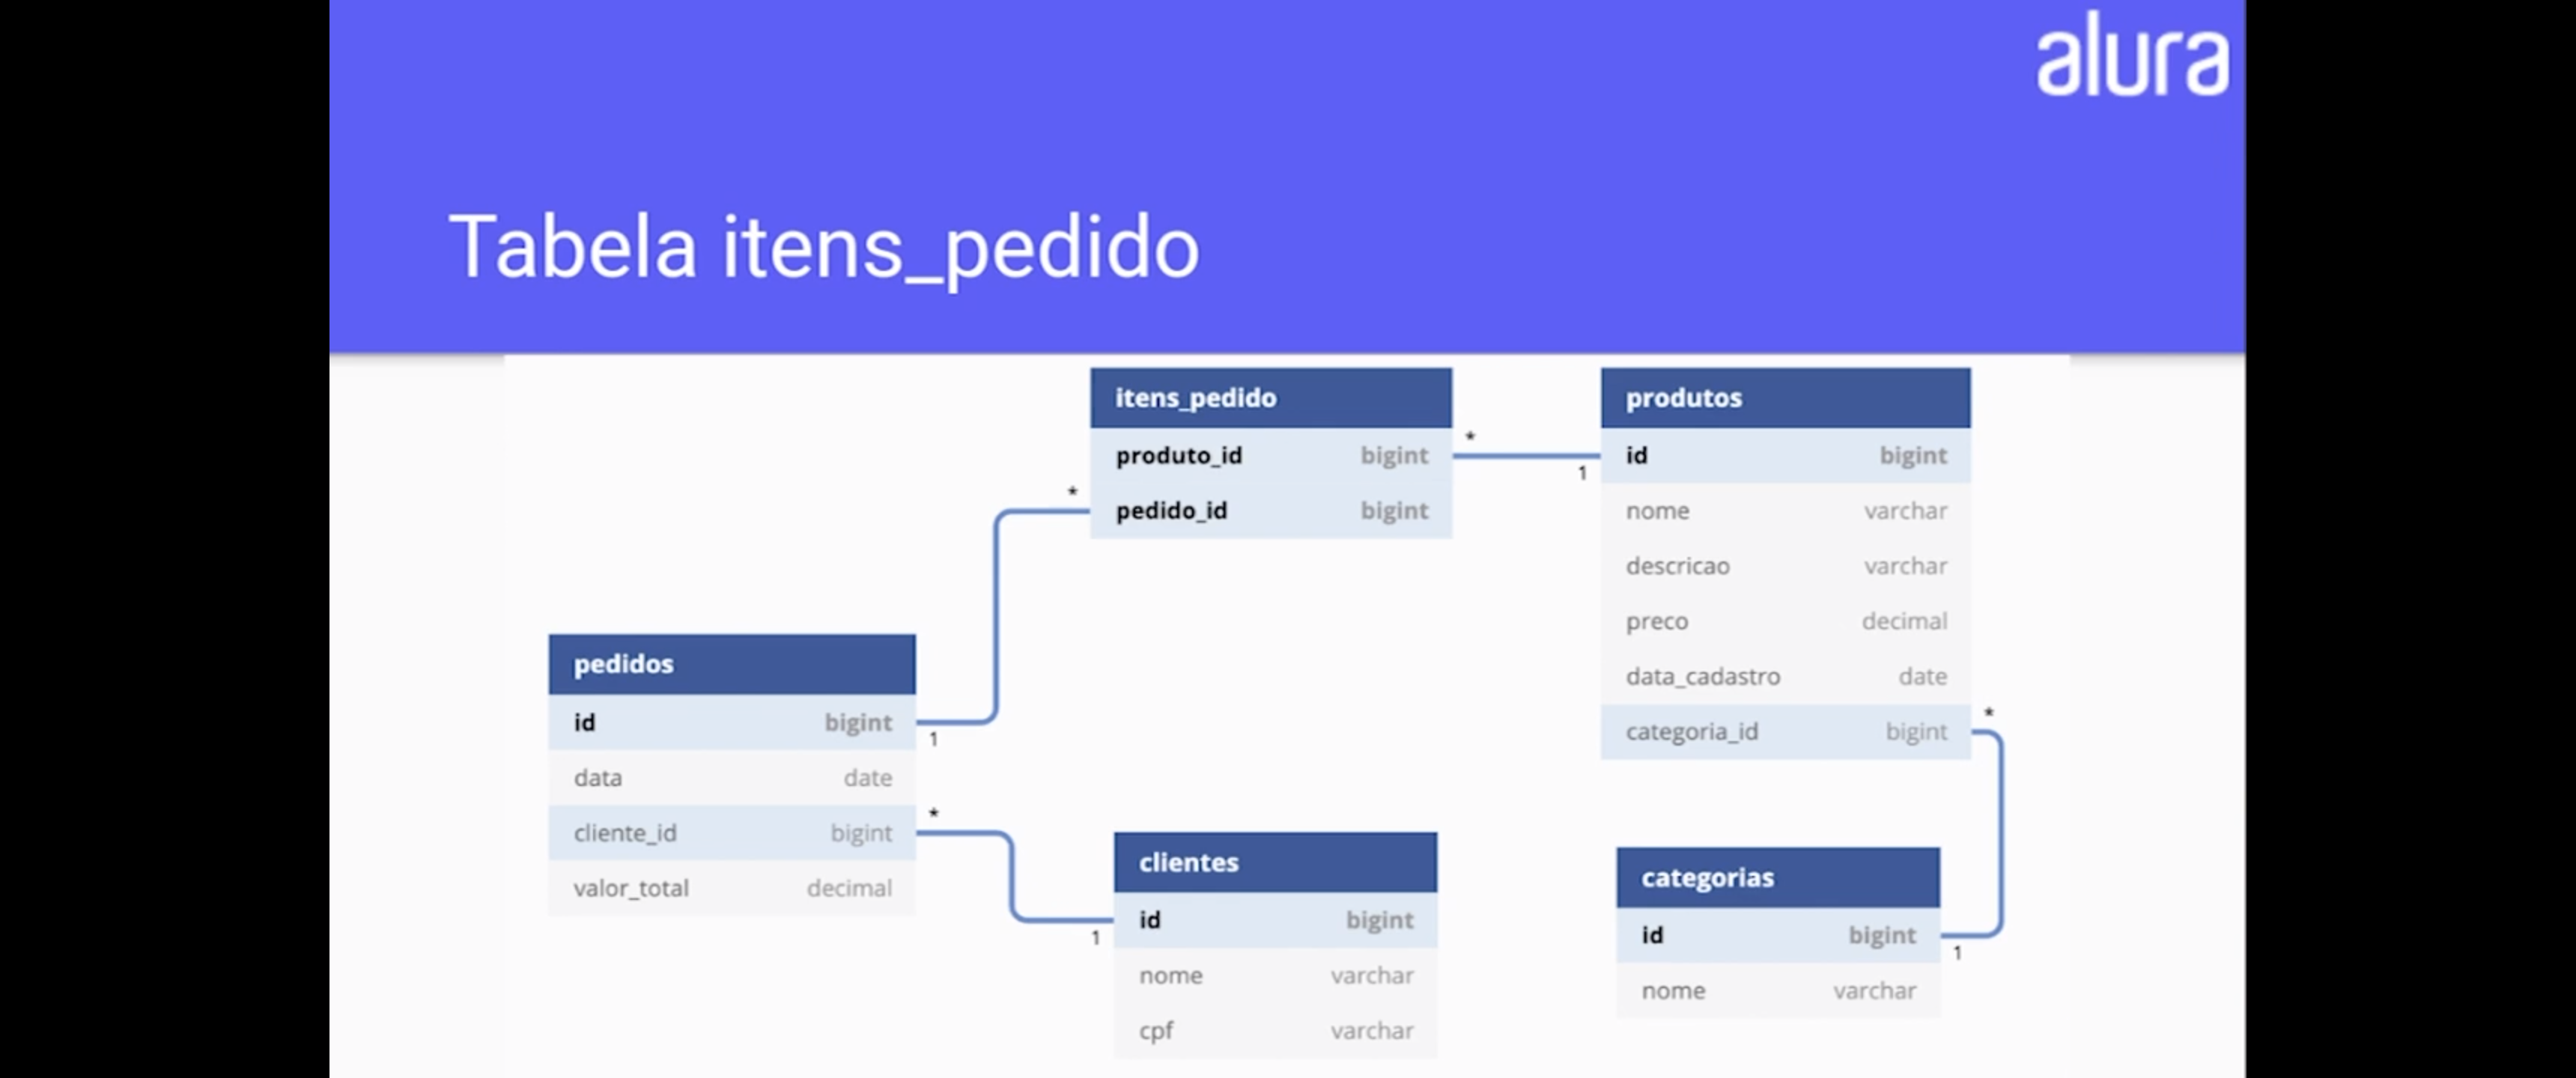 alura
Tabela itens_pedido
itens_pedido
produto_id bigint
pedido_id bigint
*
*
1
produtos
id bigint
nome varchar
descricao varchar
preco decimal
data_cadastro date
categoria_id bigint
*
pedidos
id bigint
1
data date
cliente_id bigint
*
valor_total decimal
clientes
1
id bigint
nome varchar
cpf varchar
categorias
id bigint
1
nome varchar